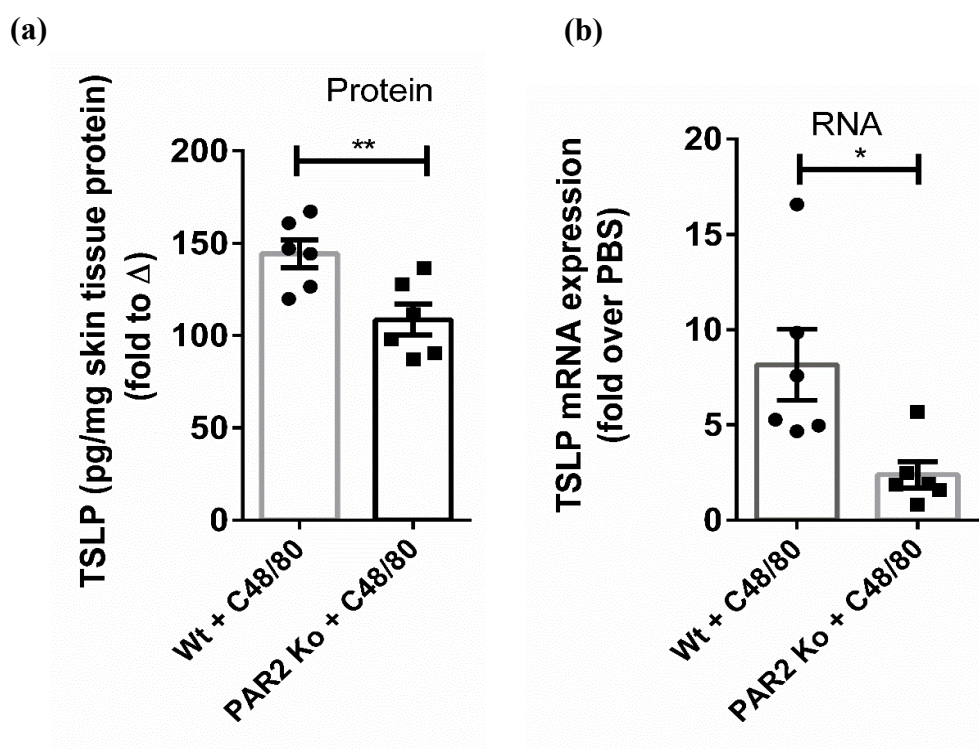 (a)
(b)
Protein
**
TSLP (pg/mg skin tissue protein)
(fold to Δ)
200
150
100
50
0
Wt + C48/80
PAR2 Ko + C48/80
RNA
*
TSLP mRNA expression
(fold over PBS)
20
15
10
5
0
Wt + C48/80
PAR2 Ko + C48/80